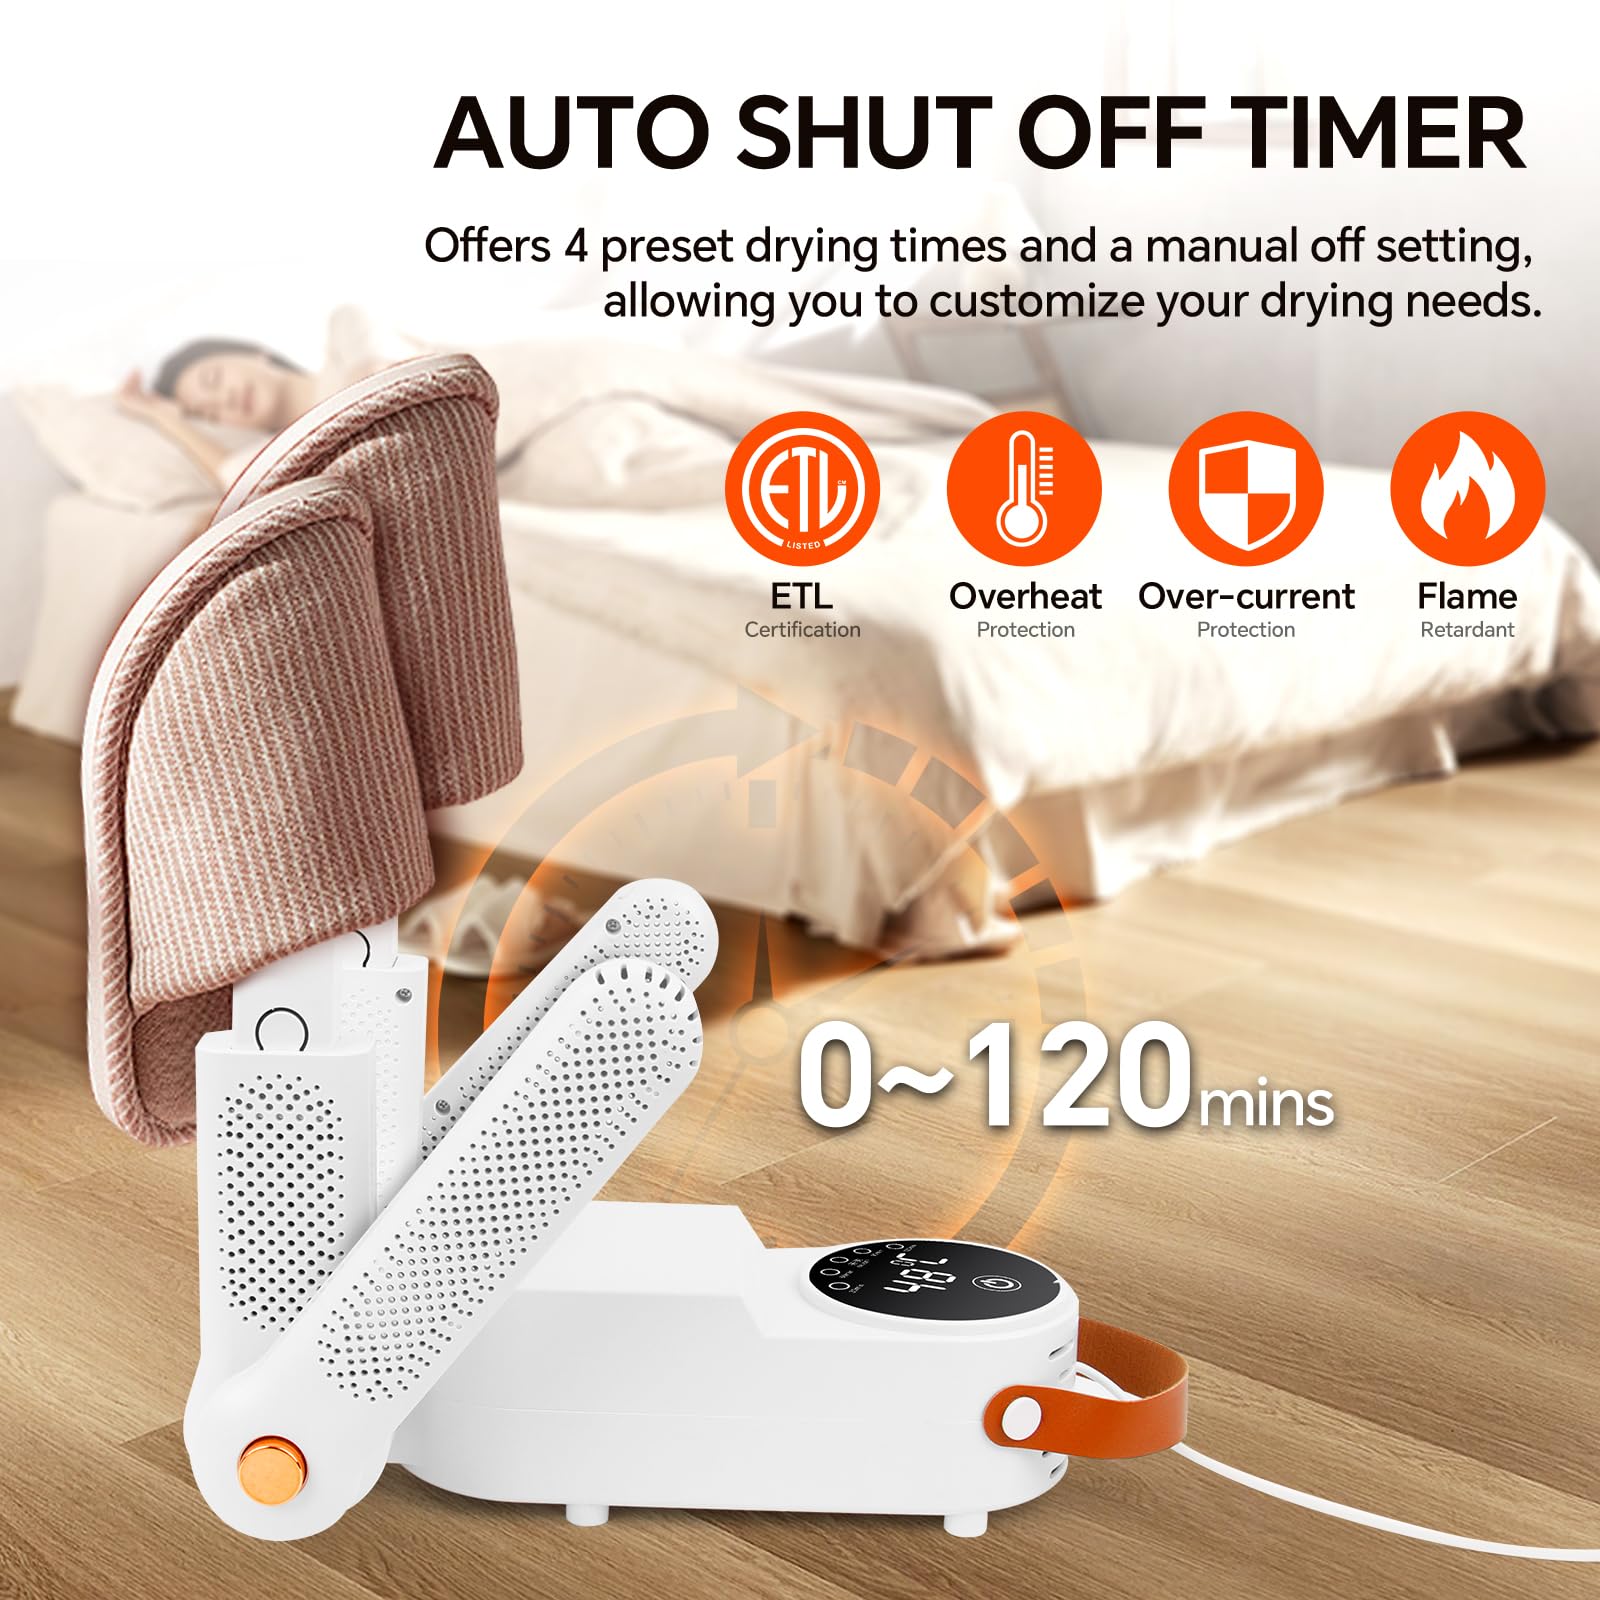 AUTO SHUT OFF TIMER
Offers 4 preset drying times and a manual off setting,
allowing you to customize your drying needs.
ETL
CM
LISTED
ETL
Certification
Overheat
Protection
Over-current
Protection
Flame
Retardant
0~120mins